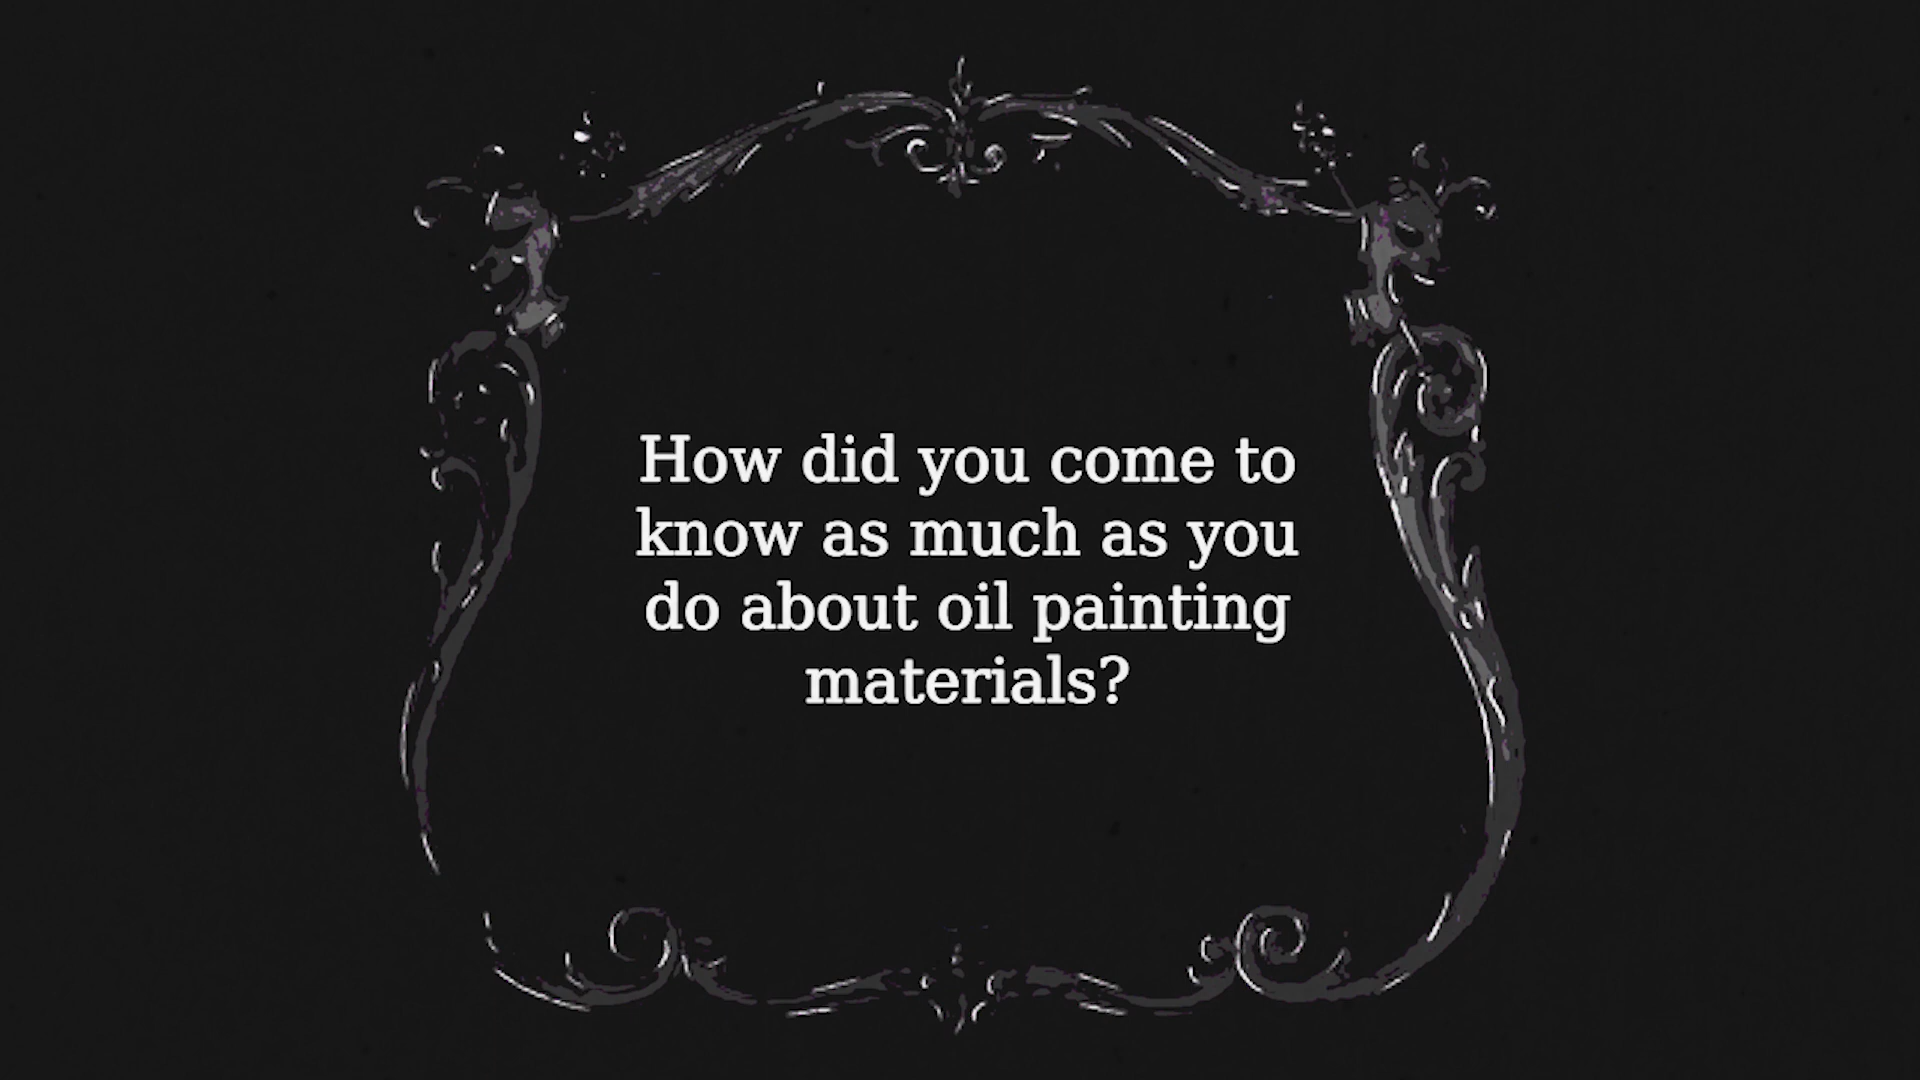 How did you come to
know as much as you
do about oil painting
materials?